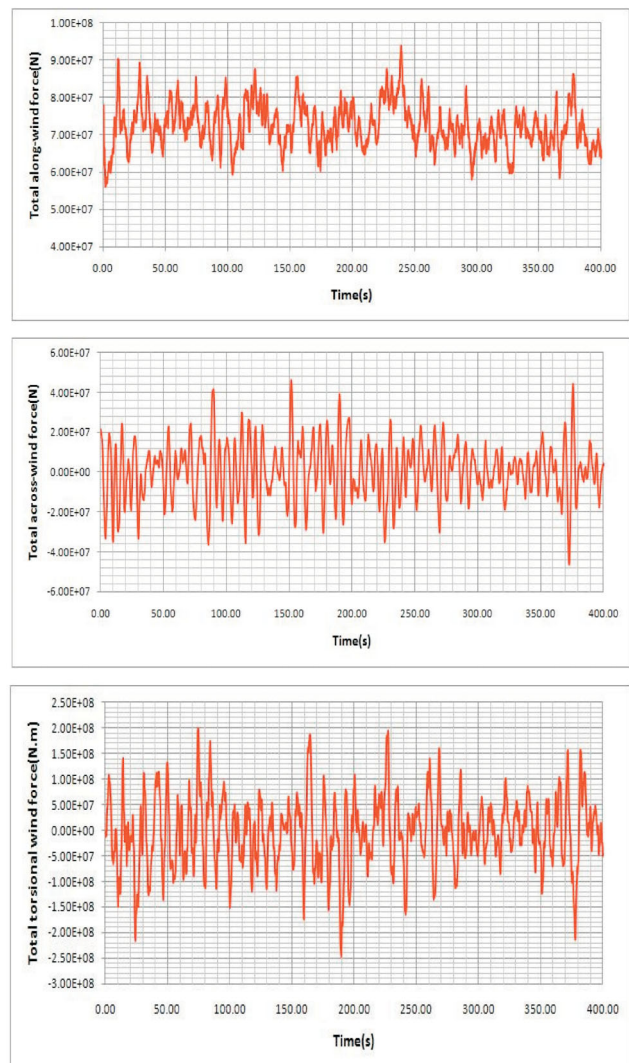 Total along-wind force(N)
1.00E+08
9.00E+07
8.00E+07
7.00E+07
6.00E+07
5.00E+07
4.00E+07
0.00 50.00 100.00 150.00 200.00 250.00 300.00 350.00 400.00
Time(s)
Total across-wind force(N)
6.00E+07
4.00E+07
2.00E+07
0.00E+00
-2.00E+07
-4.00E+07
-6.00E+07
0.00 50.00 100.00 150.00 200.00 250.00 300.00 350.00 400.00
Time(s)
Total torsional wind force(N.m)
2.50E+08
2.00E+08
1.50E+08
1.00E+08
5.00E+07
0.00E+00
-5.00E+07
-1.00E+08
-1.50E+08
-2.00E+08
-2.50E+08
-3.00E+08
0.00 50.00 100.00 150.00 200.00 250.00 300.00 350.00 400.00
Time(s)